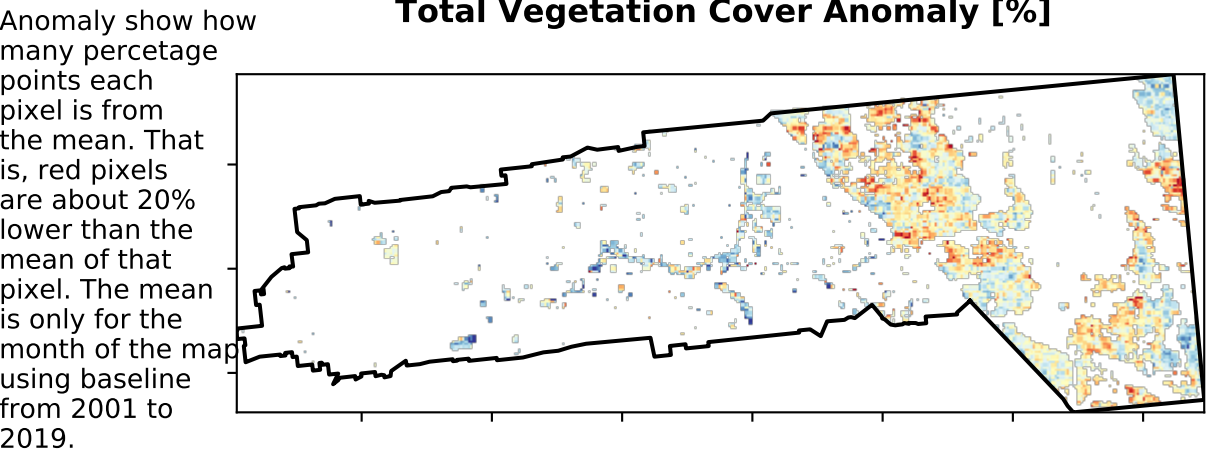 Total Vegetation Cover Anomaly [%]
Anomaly show how
many percetage
points each
pixel is from
the mean. That
is, red pixels
are about 20%
lower than the
mean of that
pixel. The mean
is only for the
month of the map
using baseline
from 2001 to
2019.